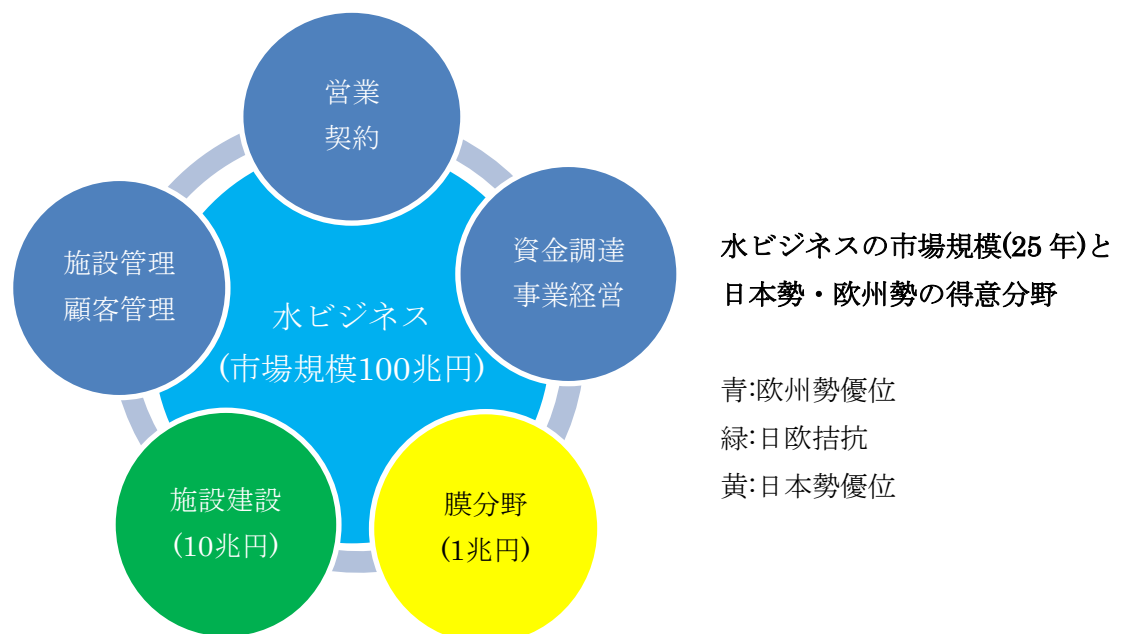 営業
契約
資金調達
事業経営
施設管理
顧客管理
水ビジネス
(市場規模100兆円)
施設建設
(10兆円)
膜分野
(1兆円)
水ビジネスの市場規模(25年)と
日本勢・欧州勢の得意分野
青:欧州勢優位
緑:日欧拮抗
黄:日本勢優位